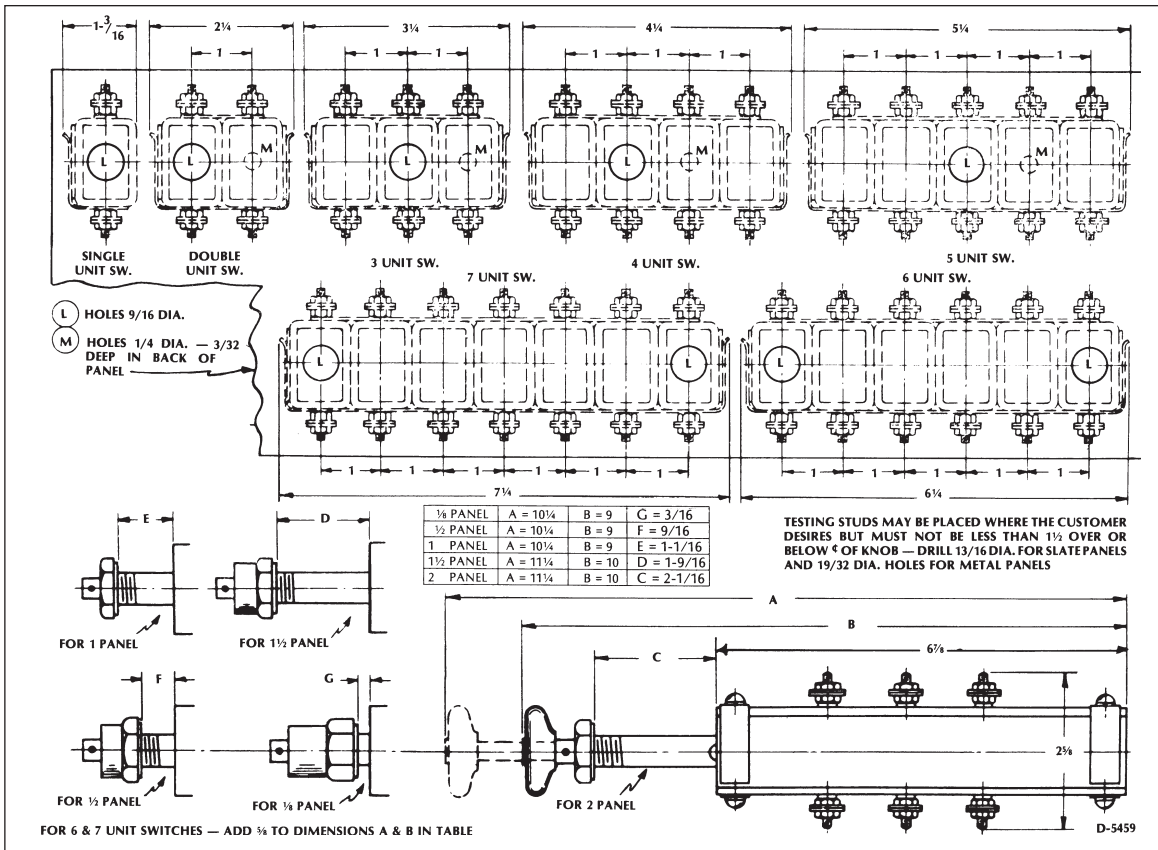 1-3/16
2¼
3¼
4¼
5¼
1
1 1
1 1 1
1 1 1 1
L
L M
L M
L M
L M
SINGLE
UNIT SW.
DOUBLE
UNIT SW.
3 UNIT SW.
4 UNIT SW.
5 UNIT SW.
7 UNIT SW.
6 UNIT SW.
L HOLES 9/16 DIA.
M HOLES 1/4 DIA. — 3/32
DEEP IN BACK OF
PANEL
L L
L L
1 1 1 1 1 1
1 1 1 1 1
7¼
6¼
⅛ PANEL A = 10¼ B = 9 G = 3/16
½ PANEL A = 10¼ B = 9 F = 9/16
1 PANEL A = 10¼ B = 9 E = 1-1/16
1½ PANEL A = 11¼ B = 10 D = 1-9/16
2 PANEL A = 11¼ B = 10 C = 2-1/16
TESTING STUDS MAY BE PLACED WHERE THE CUSTOMER
DESIRES BUT MUST NOT BE LESS THAN 1½ OVER OR
BELOW ¢ OF KNOB — DRILL 13/16 DIA. FOR SLATE PANELS
AND 19/32 DIA. HOLES FOR METAL PANELS
E
D
FOR 1 PANEL
FOR 1½ PANEL
A
B
C
6⅞
F
G
2⅝
FOR ½ PANEL
FOR ⅛ PANEL
FOR 2 PANEL
FOR 6 & 7 UNIT SWITCHES — ADD ⅝ TO DIMENSIONS A & B IN TABLE
D-5459